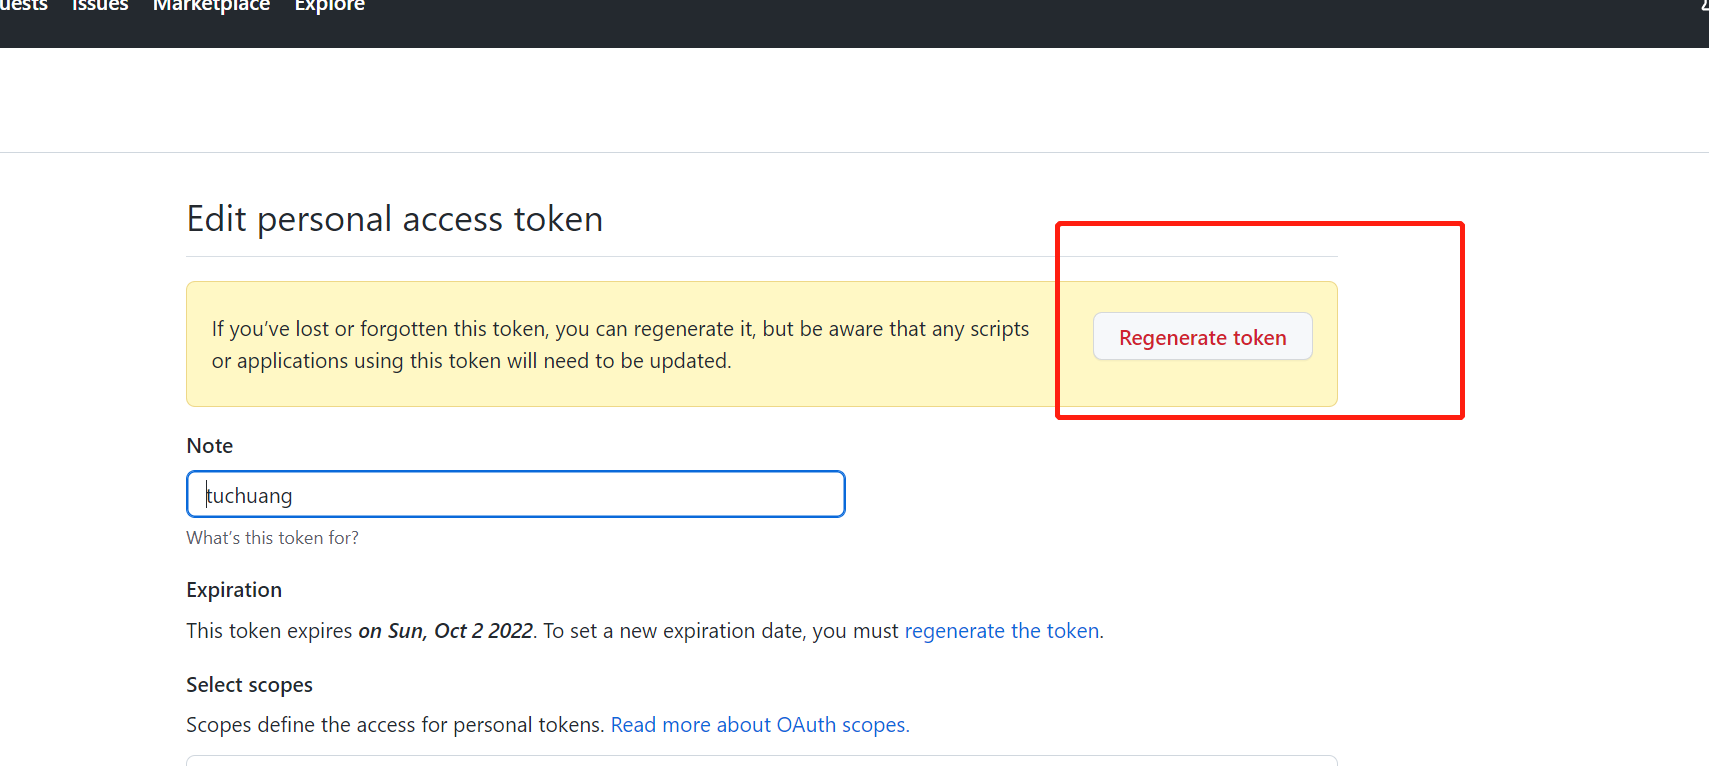 Issues Marketplace Explore
Edit personal access token
If you’ve lost or forgotten this token, you can regenerate it, but be aware that any scripts
or applications using this token will need to be updated.
Regenerate token
Note
tuchuang
What’s this token for?
Expiration
This token expires on Sun, Oct 2 2022. To set a new expiration date, you must regenerate the token.
Select scopes
Scopes define the access for personal tokens. Read more about OAuth scopes.